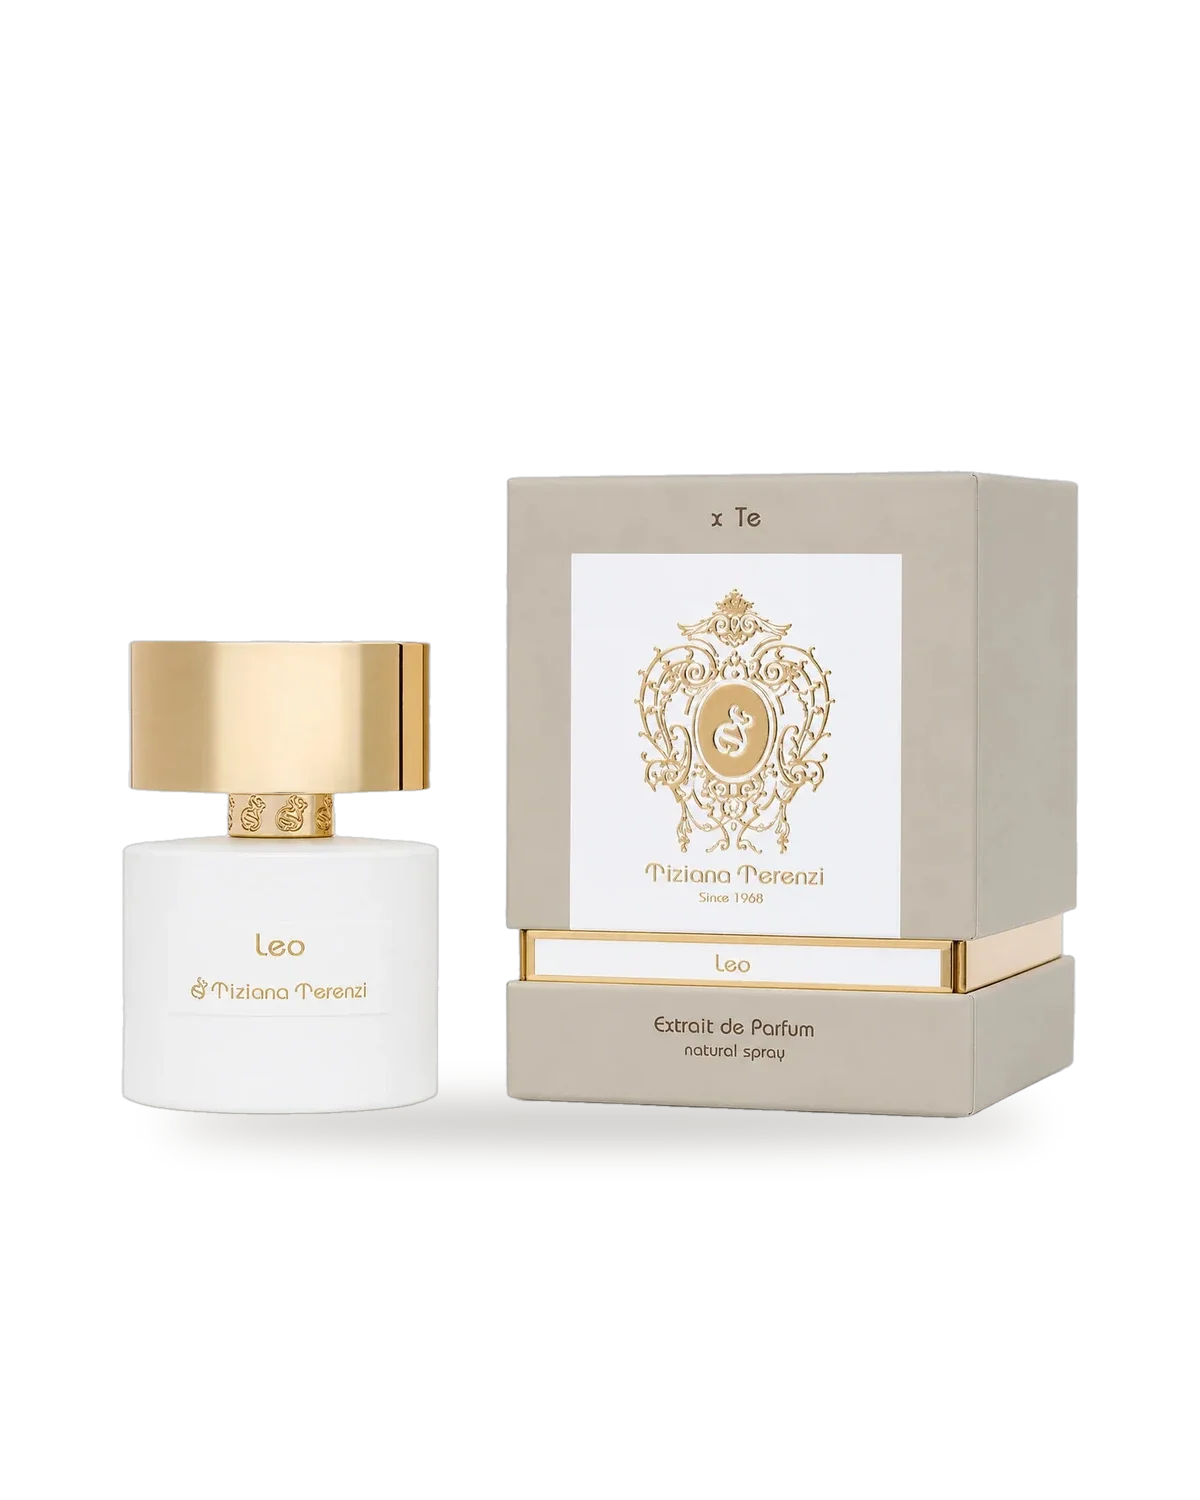 Leo
Tiziana Terenzi
x Te
Tiziana Terenzi
Since 1968
Leo
Extrait de Parfum
natural spray